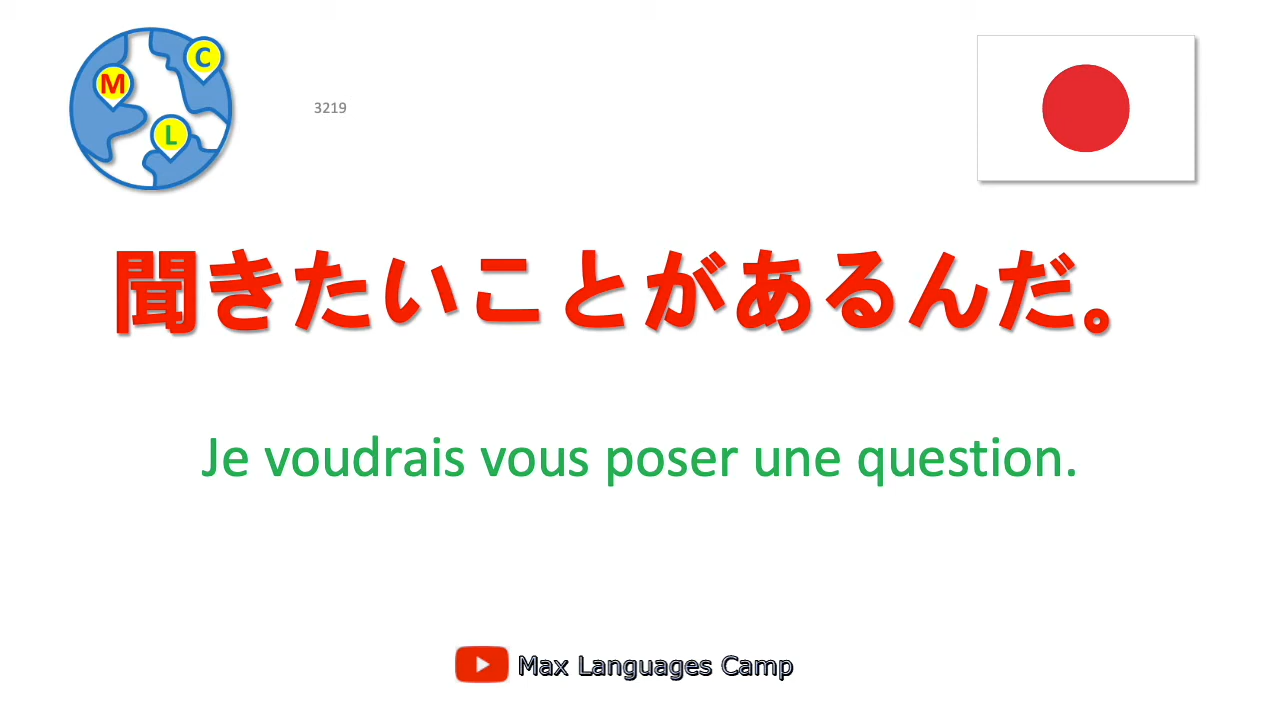 C
M
L
3219
聞きたいことがあるんだ。
Je voudrais vous poser une question.
Max Languages Camp